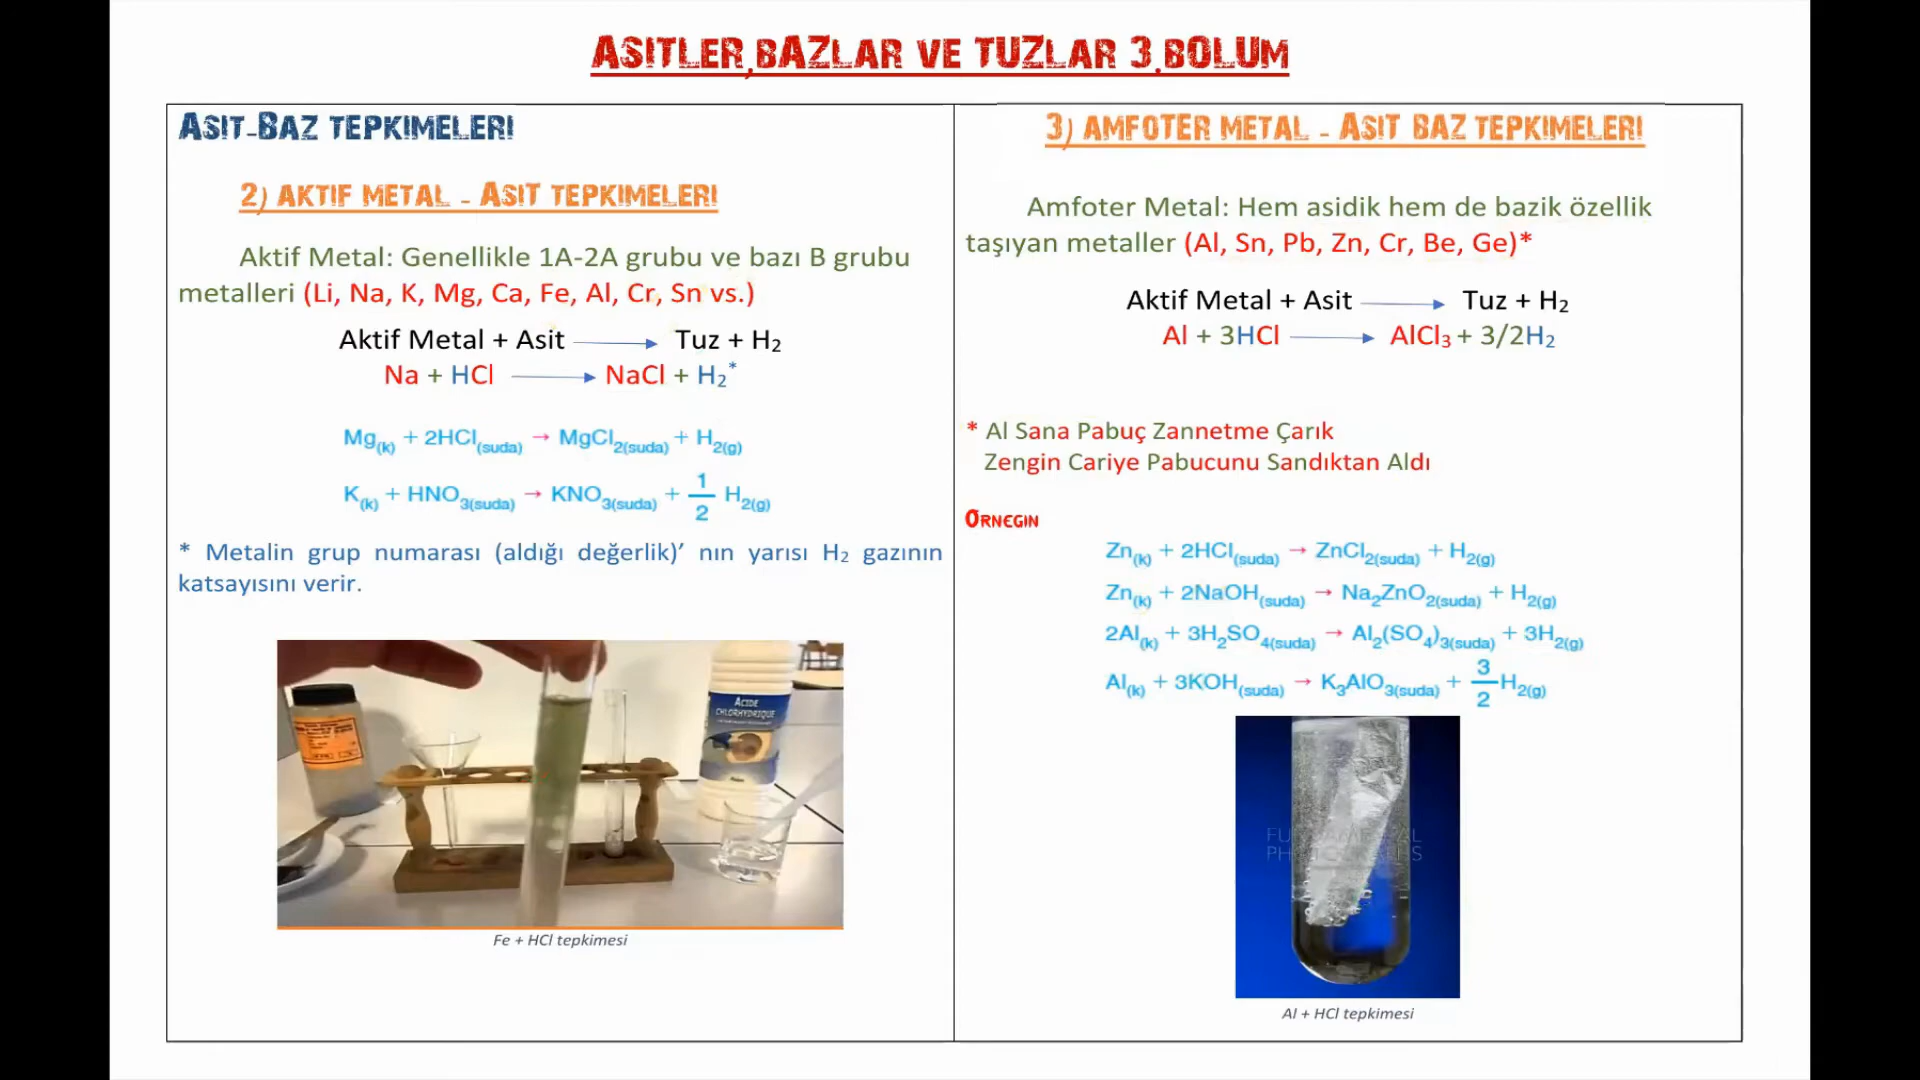 ASITLER,BAZLAR VE TUZLAR 3.BOLUM
ASIT-BAZ TEPKIMELERI
2) AKTIF METAL - ASIT TEPKIMELERI
Aktif Metal: Genellikle 1A-2A grubu ve bazı B grubu
metalleri (Li, Na, K, Mg, Ca, Fe, Al, Cr, Sn vs.)
Aktif Metal + Asit → Tuz + H₂
Na + HCl → NaCl + H₂*
Mg(k) + 2HCl(suda) → MgCl2(suda) + H2(g)
K(k) + HNO3(suda) → KNO3(suda) + 1/2 H2(g)
* Metalin grup numarası (aldığı değerlik)’ nın yarısı H₂ gazının
katsayısını verir.
ACIDE
CHLORHYDRIQUE
Fe + HCl tepkimesi
3) AMFOTER METAL - ASIT BAZ TEPKIMELERI
Amfoter Metal: Hem asidik hem de bazik özellik
taşıyan metaller (Al, Sn, Pb, Zn, Cr, Be, Ge)*
Aktif Metal + Asit → Tuz + H₂
Al + 3HCl → AlCl₃ + 3/2H₂
* Al Sana Pabuç Zannetme Çarık
Zengin Cariye Pabucunu Sandıktan Aldı
ORNEGIN
Zn(k) + 2HCl(suda) → ZnCl2(suda) + H2(g)
Zn(k) + 2NaOH(suda) → Na2ZnO2(suda) + H2(g)
2Al(k) + 3H2SO4(suda) → Al2(SO4)3(suda) + 3H2(g)
Al(k) + 3KOH(suda) → K3AlO3(suda) + 3/2 H2(g)
Al + HCl tepkimesi